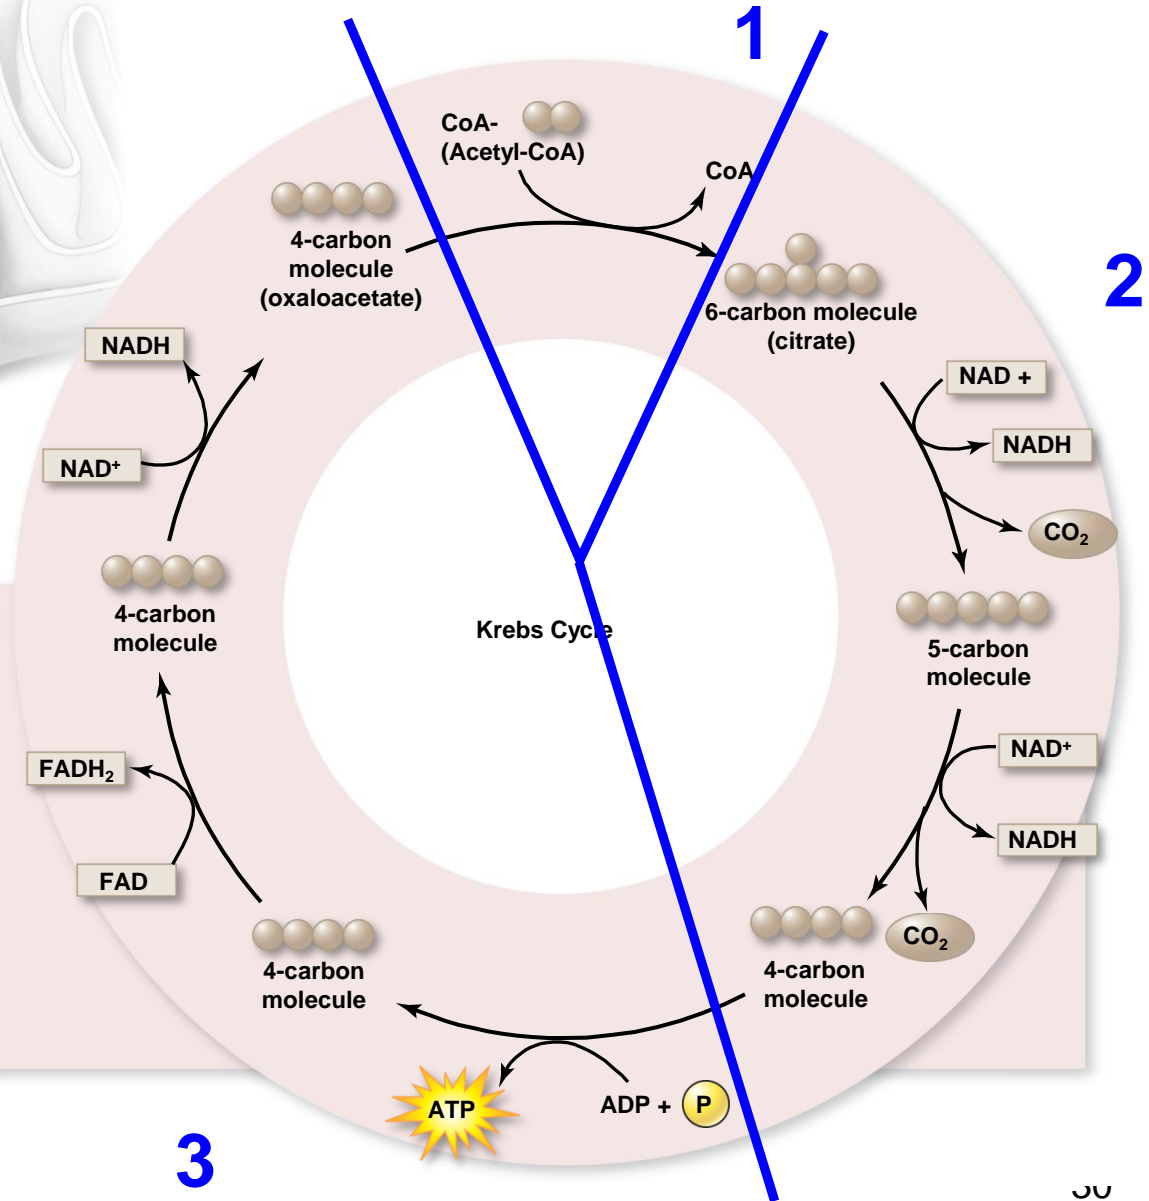 1
CoA-
(Acetyl-CoA)
CoA
4-carbon
molecule
(oxaloacetate)
6-carbon molecule
(citrate)
2
NADH
NAD +
NADH
NAD⁺
CO₂
4-carbon
molecule
Krebs Cycle
5-carbon
molecule
NAD⁺
FADH₂
NADH
FAD
CO₂
4-carbon
molecule
4-carbon
molecule
ATP
ADP + P
3